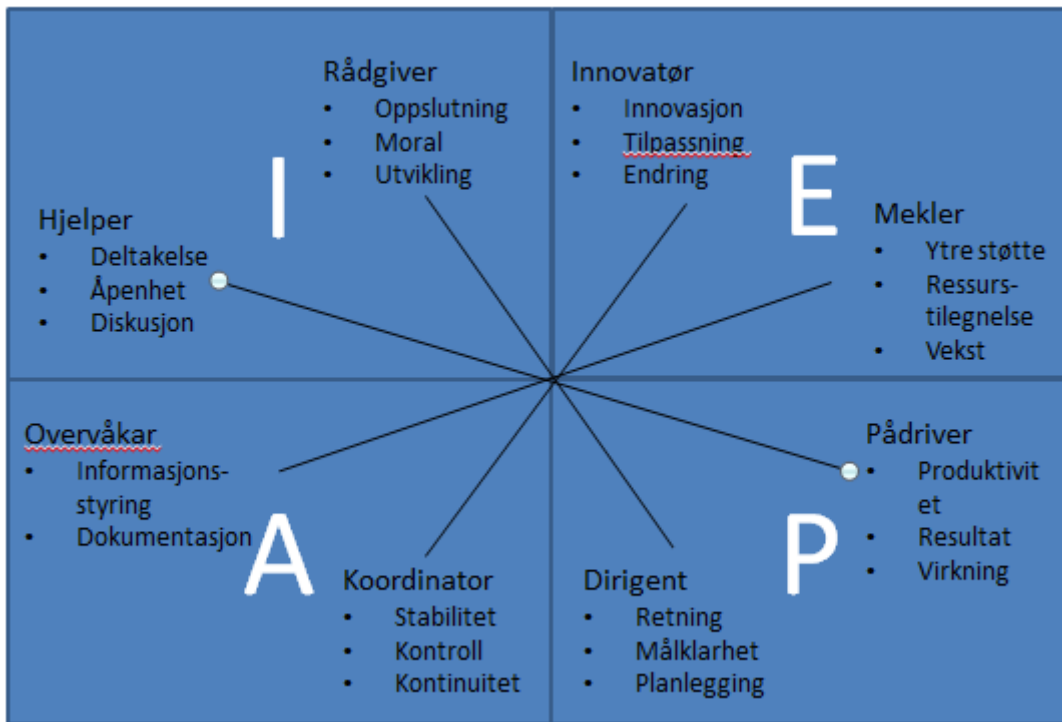 Rådgiver
• Oppslutning
• Moral
• Utvikling
I
Hjelper
• Deltakelse
• Åpenhet
• Diskusjon
Innovatør
• Innovasjon
• Tilpassning
• Endring
E
Mekler
• Ytre støtte
• Ressurs-
tilegnelse
• Vekst
Overvåkar
• Informasjons-
styring
• Dokumentasjon
A
Koordinator
• Stabilitet
• Kontroll
• Kontinuitet
Dirigent
• Retning
• Målklarhet
• Planlegging
P
Pådriver
• Produktivit
et
• Resultat
• Virkning